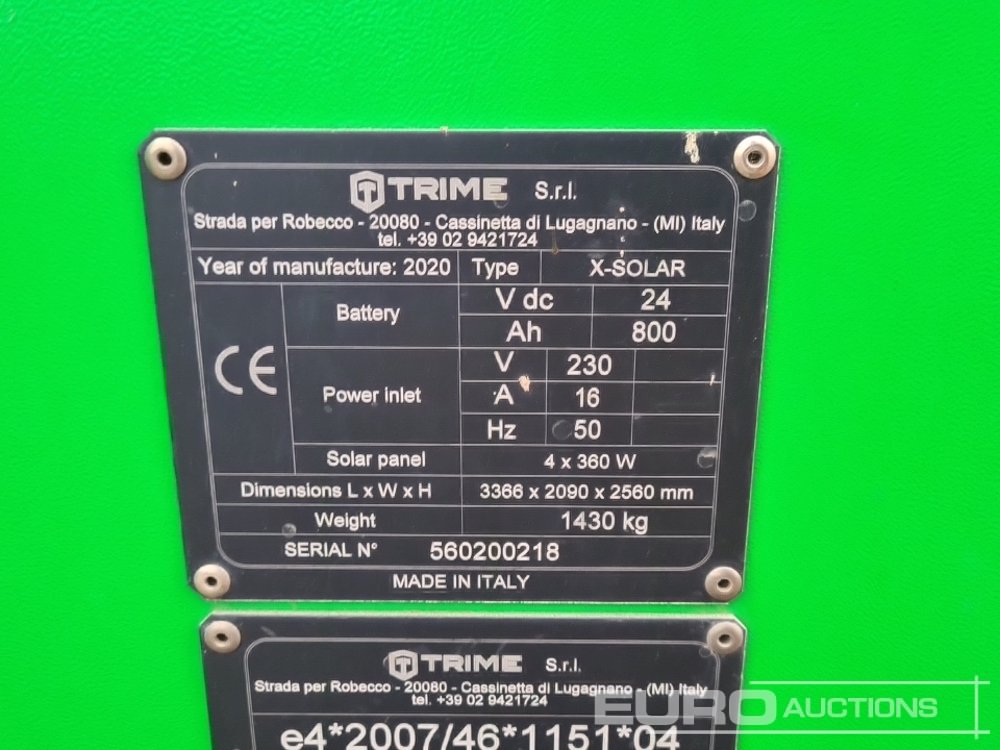 TRIME S.r.l.
Strada per Robecco - 20080 - Cassinetta di Lugagnano - (MI) Italy
tel. +39 02 9421724
Year of manufacture: 2020 Type X-SOLAR
CE
Battery
V dc 24
Ah 800
Power inlet
V 230
A 16
Hz 50
Solar panel 4 x 360 W
Dimensions L x W x H 3366 x 2090 x 2560 mm
Weight 1430 kg
SERIAL N° 560200218
MADE IN ITALY
TRIME S.r.l.
Strada per Robecco - 20080 - Cassinetta di Lugagnano - (MI) Italy
tel. +39 02 9421724
e4*2007/46*1151*04
EURO AUCTIONS